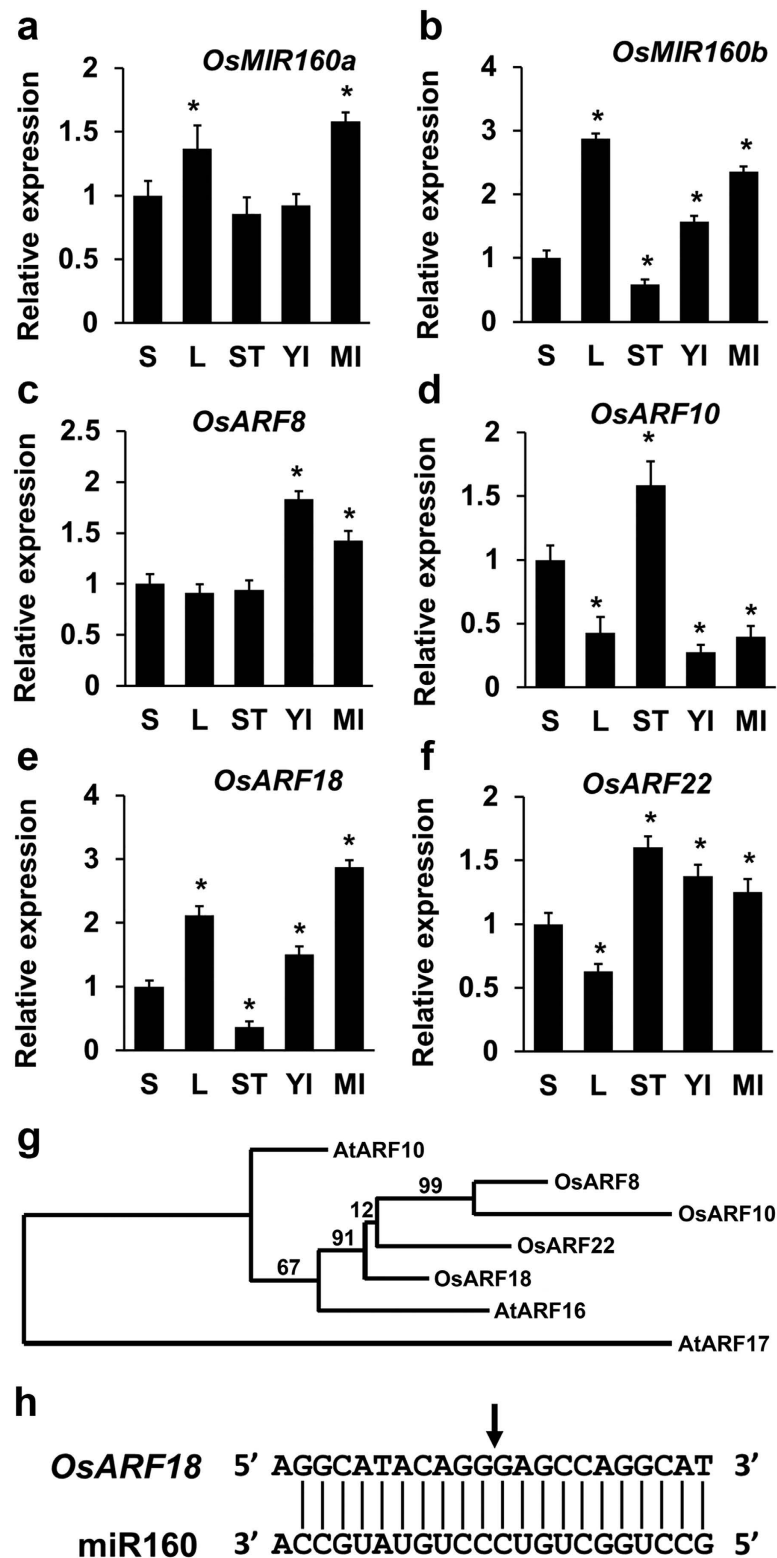 a
OsMIR160a
Relative expression
2
1.5
1
0.5
0
S L ST YI MI
* *
b
OsMIR160b
Relative expression
4
3
2
1
0
S L ST YI MI
* * * *
c
OsARF8
Relative expression
2.5
2
1.5
1
0.5
0
S L ST YI MI
* *
d
OsARF10
Relative expression
2
1.5
1
0.5
0
S L ST YI MI
* * * *
e
OsARF18
Relative expression
4
3
2
1
0
S L ST YI MI
* * * *
f
OsARF22
Relative expression
2
1.5
1
0.5
0
S L ST YI MI
* * * *
g
AtARF10
99
OsARF8
12
OsARF10
91
OsARF22
67
OsARF18
AtARF16
AtARF17
h
OsARF18 5’ AGGCATACAGGGAGCCAGGCAT 3’
miR160 3’ ACCGUAUGUCCCUGUCGGUCCG 5’